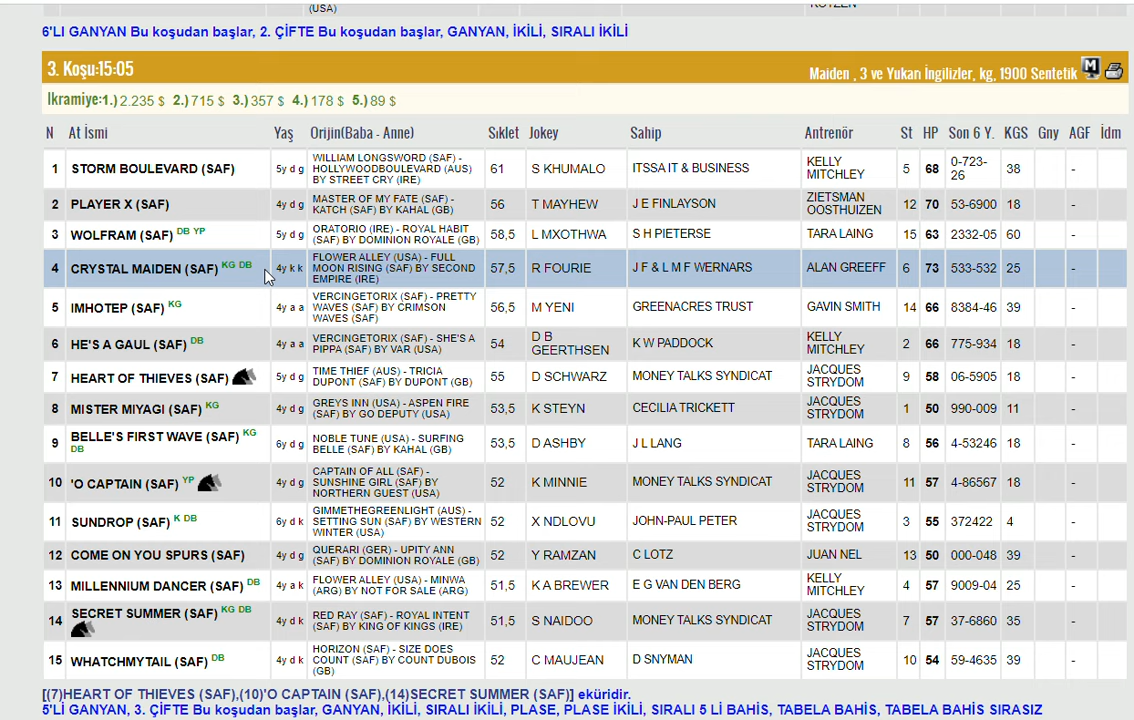 (USA)
6'LI GANYAN Bu koşudan başlar, 2. ÇİFTE Bu koşudan başlar, GANYAN, İKİLİ, SIRALI İKİLİ
3. Koşu:15:05
Maiden , 3 ve Yukarı İngilizler, kg, 1900 Sentetik M
Ikramiye:1.) 2.235 $ 2.) 715 $ 3.) 357 $ 4.) 178 $ 5.) 89 $
N At İsmi Yaş Orijin(Baba - Anne) Sıklet Jokey Sahip Antrenör St HP Son 6 Y. KGS Gny AGF İdm
1 STORM BOULEVARD (SAF) 5y d g WILLIAM LONGSWORD (SAF) - HOLLYWOODBOULEVARD (AUS) BY STREET CRY (IRE) 61 S KHUMALO ITSSA IT & BUSINESS KELLY MITCHLEY 5 68 0-723-26 38 -
2 PLAYER X (SAF) 4y d g MASTER OF MY FATE (SAF) - KATCH (SAF) BY KAHAL (GB) 56 T MAYHEW J E FINLAYSON ZIETSMAN OOSTHUIZEN 12 70 53-6900 18 -
3 WOLFRAM (SAF) DB YP 5y d g ORATORIO (IRE) - ROYAL HABIT (SAF) BY DOMINION ROYALE (GB) 58,5 L MXOTHWA S H PIETERSE TARA LAING 15 63 2332-05 60 -
4 CRYSTAL MAIDEN (SAF) KG DB 4y k k FLOWER ALLEY (USA) - FULL MOON RISING (SAF) BY SECOND EMPIRE (IRE) 57,5 R FOURIE J F & L M F WERNARS ALAN GREEFF 6 73 533-532 25 -
5 IMHOTEP (SAF) KG 4y a a VERCINGETORIX (SAF) - PRETTY WAVES (SAF) BY CRIMSON WAVES (SAF) 56,5 M YENI GREENACRES TRUST GAVIN SMITH 14 66 8384-46 39 -
6 HE'S A GAUL (SAF) DB 4y a a VERCINGETORIX (SAF) - SHE'S A PIPPA (SAF) BY VAR (USA) 54 D B GEERTHSEN K W PADDOCK KELLY MITCHLEY 2 66 775-934 18 -
7 HEART OF THIEVES (SAF) 5y d g TIME THIEF (AUS) - TRICIA DUPONT (SAF) BY DUPONT (GB) 55 D SCHWARZ MONEY TALKS SYNDICAT JACQUES STRYDOM 9 58 06-5905 18 -
8 MISTER MIYAGI (SAF) KG 4y d g GREYS INN (USA) - ASPEN FIRE (SAF) BY GO DEPUTY (USA) 53,5 K STEYN CECILIA TRICKETT JACQUES STRYDOM 1 50 990-009 11 -
9 BELLE'S FIRST WAVE (SAF) KG DB 6y d g NOBLE TUNE (USA) - SURFING BELLE (SAF) BY KAHAL (GB) 53,5 D ASHBY J L LANG TARA LAING 8 56 4-53246 18 -
10 'O CAPTAIN (SAF) YP 4y d g CAPTAIN OF ALL (SAF) - SUNSHINE GIRL (SAF) BY NORTHERN GUEST (USA) 52 K MINNIE MONEY TALKS SYNDICAT JACQUES STRYDOM 11 57 4-86567 18 -
11 SUNDROP (SAF) K DB 6y d k GIMMETHEGREENLIGHT (AUS) - SETTING SUN (SAF) BY WESTERN WINTER (USA) 52 X NDLOVU JOHN-PAUL PETER JACQUES STRYDOM 3 55 372422 4 -
12 COME ON YOU SPURS (SAF) 4y d g QUERARI (GER) - UPITY ANN (SAF) BY DOMINION ROYALE (GB) 52 Y RAMZAN C LOTZ JUAN NEL 13 50 000-048 39 -
13 MILLENNIUM DANCER (SAF) DB 4y a k FLOWER ALLEY (USA) - MINWA (ARG) BY NOT FOR SALE (ARG) 51,5 K A BREWER E G VAN DEN BERG KELLY MITCHLEY 4 57 9009-04 25 -
14 SECRET SUMMER (SAF) KG DB 4y d k RED RAY (SAF) - ROYAL INTENT (SAF) BY KING OF KINGS (IRE) 51,5 S NAIDOO MONEY TALKS SYNDICAT JACQUES STRYDOM 7 57 37-6860 35 -
15 WHATCHMYTAIL (SAF) DB 4y d k HORIZON (SAF) - SIZE DOES COUNT (SAF) BY COUNT DUBOIS (GB) 52 C MAUJEAN D SNYMAN JACQUES STRYDOM 10 54 59-4635 39 -
[(7)HEART OF THIEVES (SAF),(10)'O CAPTAIN (SAF),(14)SECRET SUMMER (SAF)] eküridir.
5'Lİ GANYAN, 3. ÇİFTE Bu koşudan başlar, GANYAN, İKİLİ, SIRALI İKİLİ, PLASE, PLASE İKİLİ, SIRALI 5 Lİ BAHİS, TABELA BAHİS, TABELA BAHİS SIRASIZ